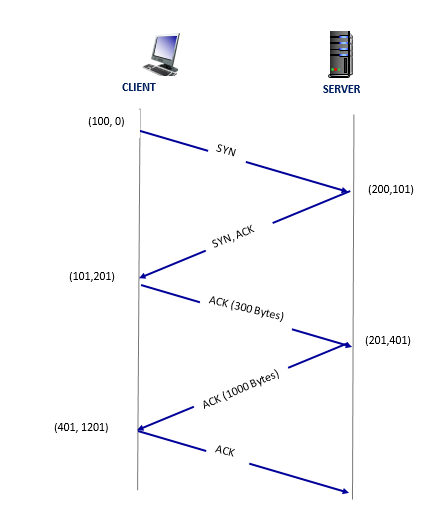 CLIENT
SERVER
(100, 0)
SYN
(200,101)
SYN, ACK
(101,201)
ACK (300 Bytes)
(201,401)
ACK (1000 Bytes)
(401, 1201)
ACK